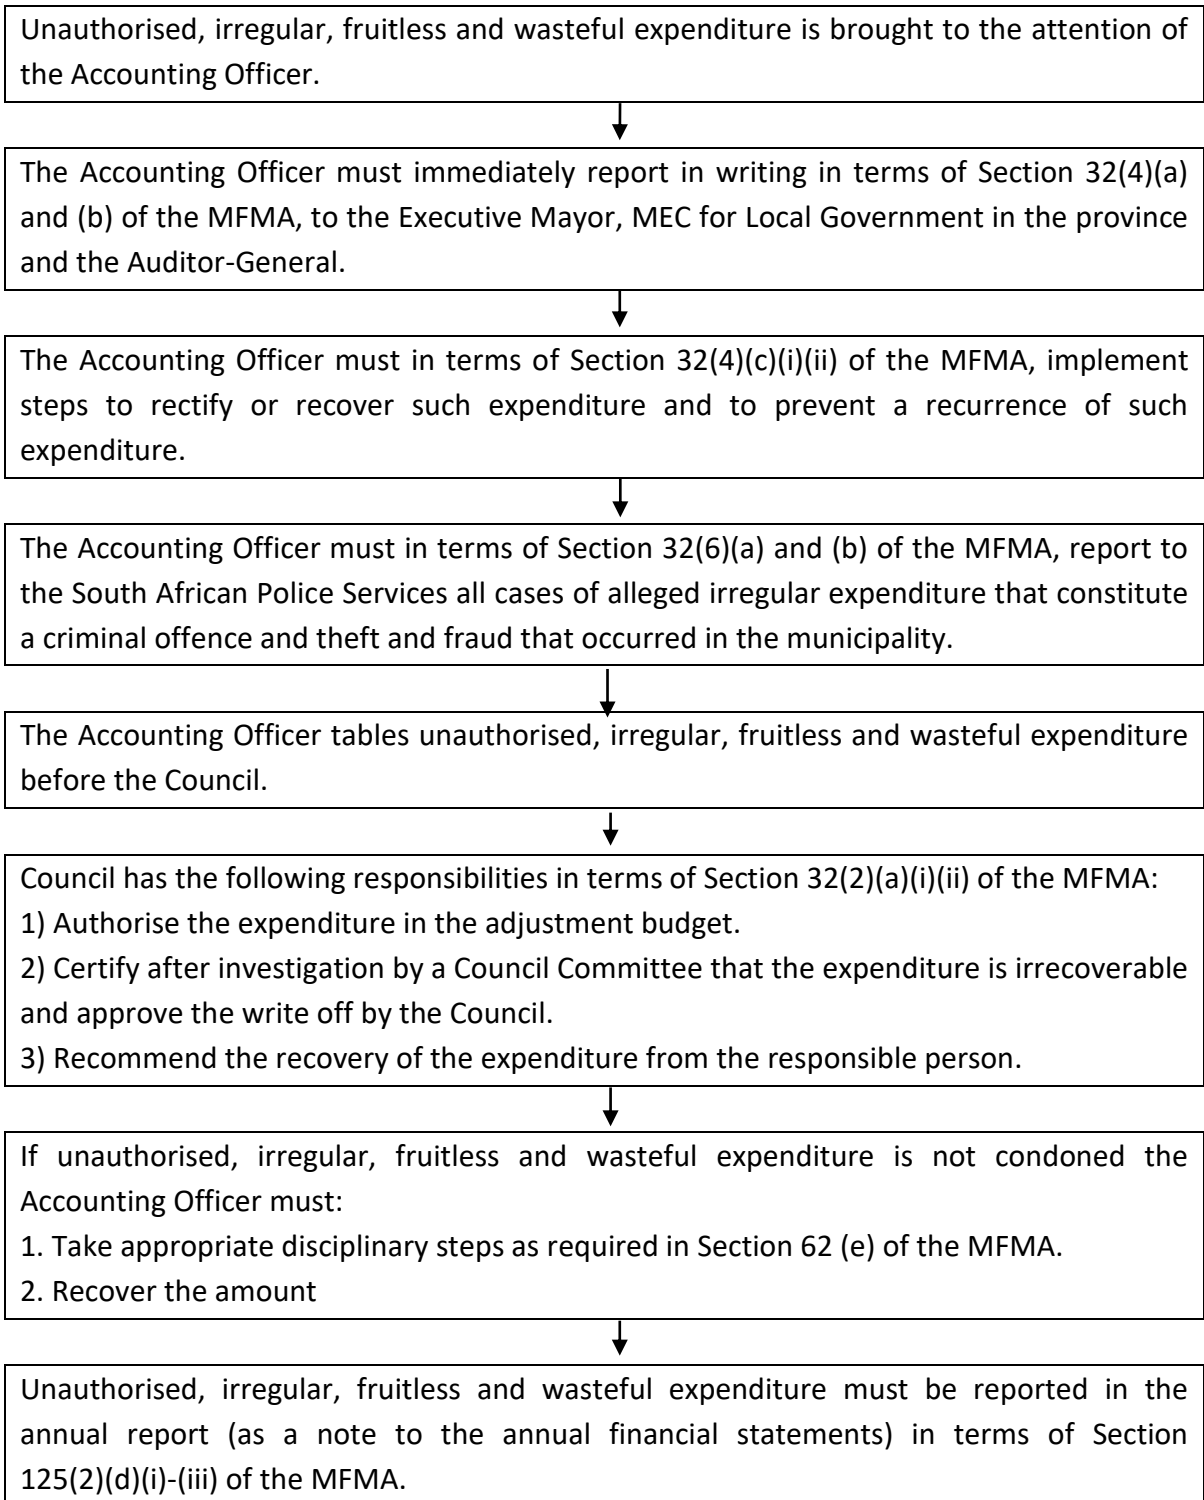 Unauthorised, irregular, fruitless and wasteful expenditure is brought to the attention of
the Accounting Officer.
The Accounting Officer must immediately report in writing in terms of Section 32(4)(a)
and (b) of the MFMA, to the Executive Mayor, MEC for Local Government in the province
and the Auditor-General.
The Accounting Officer must in terms of Section 32(4)(c)(i)(ii) of the MFMA, implement
steps to rectify or recover such expenditure and to prevent a recurrence of such
expenditure.
The Accounting Officer must in terms of Section 32(6)(a) and (b) of the MFMA, report to
the South African Police Services all cases of alleged irregular expenditure that constitute
a criminal offence and theft and fraud that occurred in the municipality.
The Accounting Officer tables unauthorised, irregular, fruitless and wasteful expenditure
before the Council.
Council has the following responsibilities in terms of Section 32(2)(a)(i)(ii) of the MFMA:
1) Authorise the expenditure in the adjustment budget.
2) Certify after investigation by a Council Committee that the expenditure is irrecoverable
and approve the write off by the Council.
3) Recommend the recovery of the expenditure from the responsible person.
If unauthorised, irregular, fruitless and wasteful expenditure is not condoned the
Accounting Officer must:
1. Take appropriate disciplinary steps as required in Section 62 (e) of the MFMA.
2. Recover the amount
Unauthorised, irregular, fruitless and wasteful expenditure must be reported in the
annual report (as a note to the annual financial statements) in terms of Section
125(2)(d)(i)-(iii) of the MFMA.